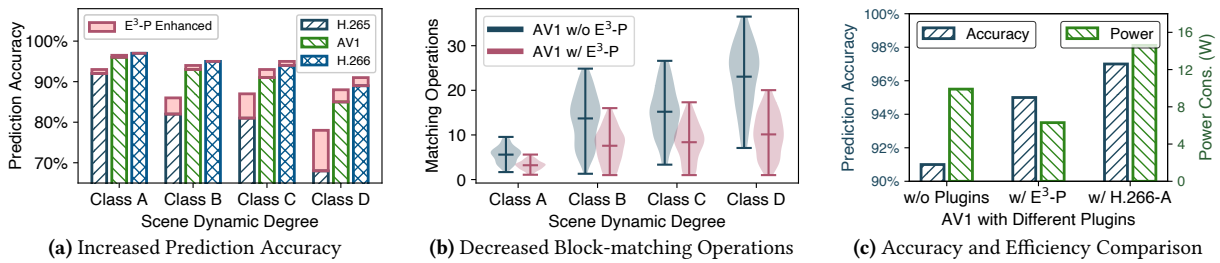 E³-P Enhanced
H.265
AV1
H.266
100%
90%
80%
70%
Prediction Accuracy
Class A Class B Class C Class D
Scene Dynamic Degree
(a) Increased Prediction Accuracy
AV1 w/o E³-P
AV1 w/ E³-P
30
20
10
0
Matching Operations
Class A Class B Class C Class D
Scene Dynamic Degree
(b) Decreased Block-matching Operations
Accuracy
Power
100%
98%
96%
94%
92%
90%
Prediction Accuracy
16
12
8
4
0
Power Cons. (W)
w/o Plugins w/ E³-P w/ H.266-A
AV1 with Different Plugins
(c) Accuracy and Efficiency Comparison